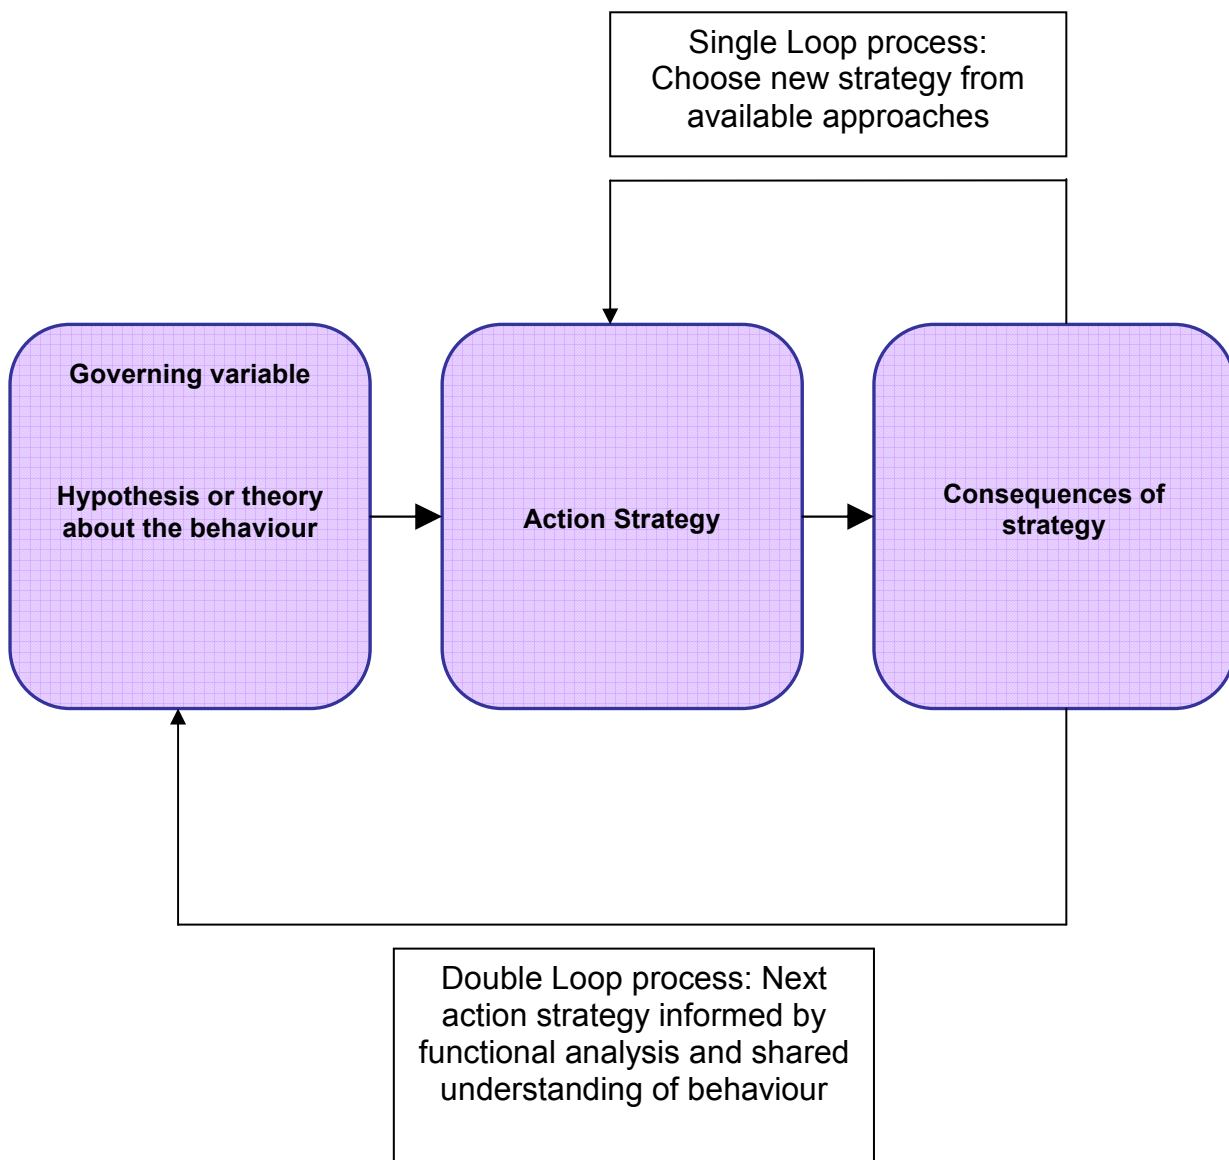 Single Loop process:
Choose new strategy from
available approaches
Governing variable
Hypothesis or theory
about the behaviour
Action Strategy
Consequences of
strategy
Double Loop process: Next
action strategy informed by
functional analysis and shared
understanding of behaviour